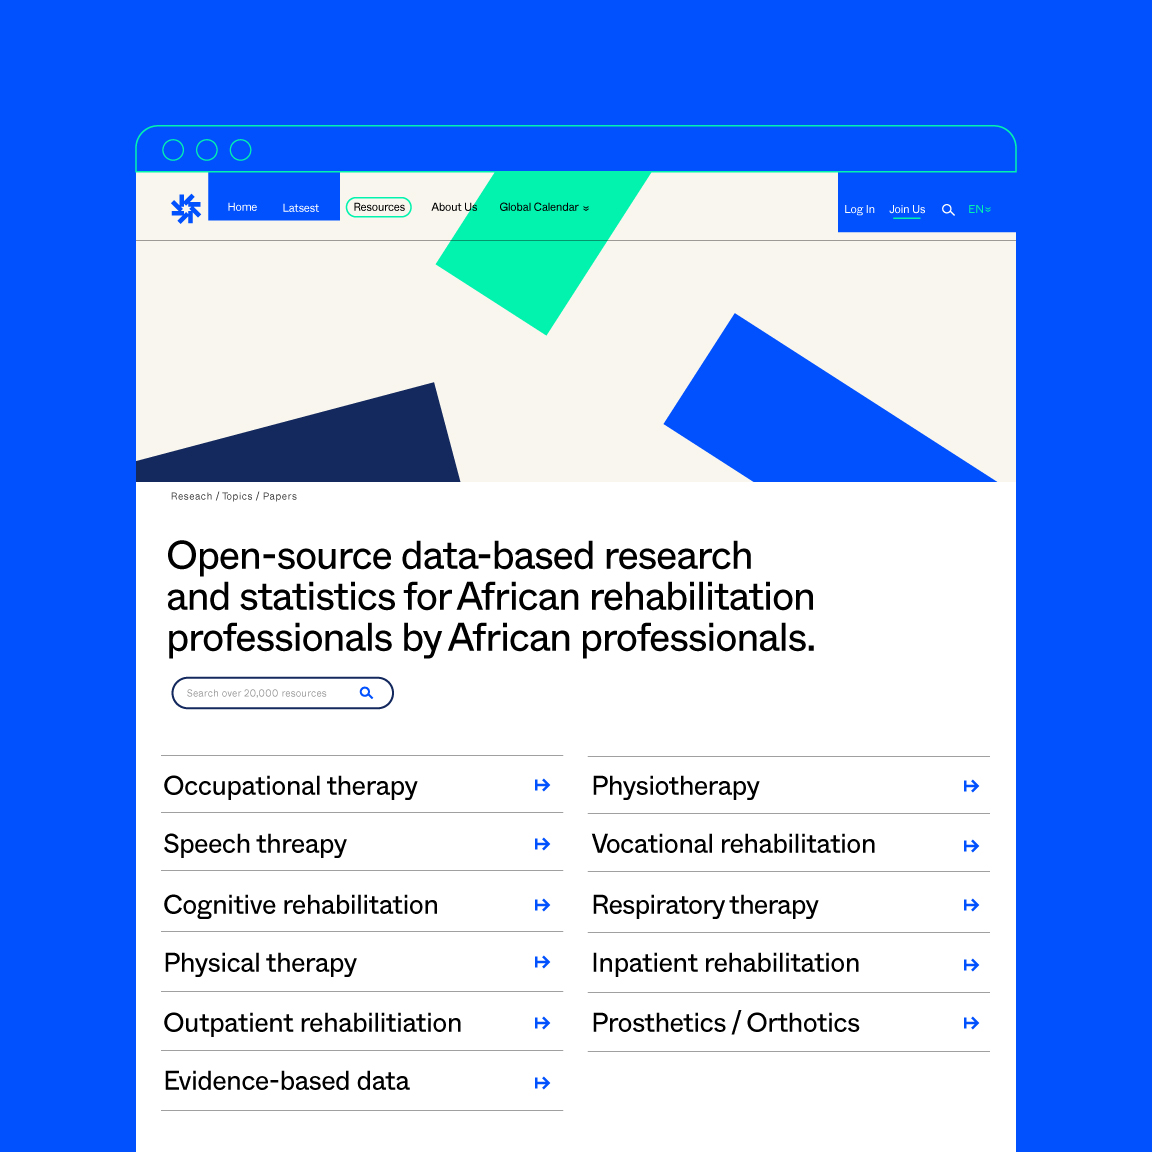 Home
Latsest
Resources
About Us
Global Calendar
Log In
Join Us
EN
Reseach / Topics / Papers
Open-source data-based research
and statistics for African rehabilitation
professionals by African professionals.
Search over 20,000 resources
Occupational therapy
Speech threapy
Cognitive rehabilitation
Physical therapy
Outpatient rehabilitiation
Evidence-based data
Physiotherapy
Vocational rehabilitation
Respiratory therapy
Inpatient rehabilitation
Prosthetics / Orthotics